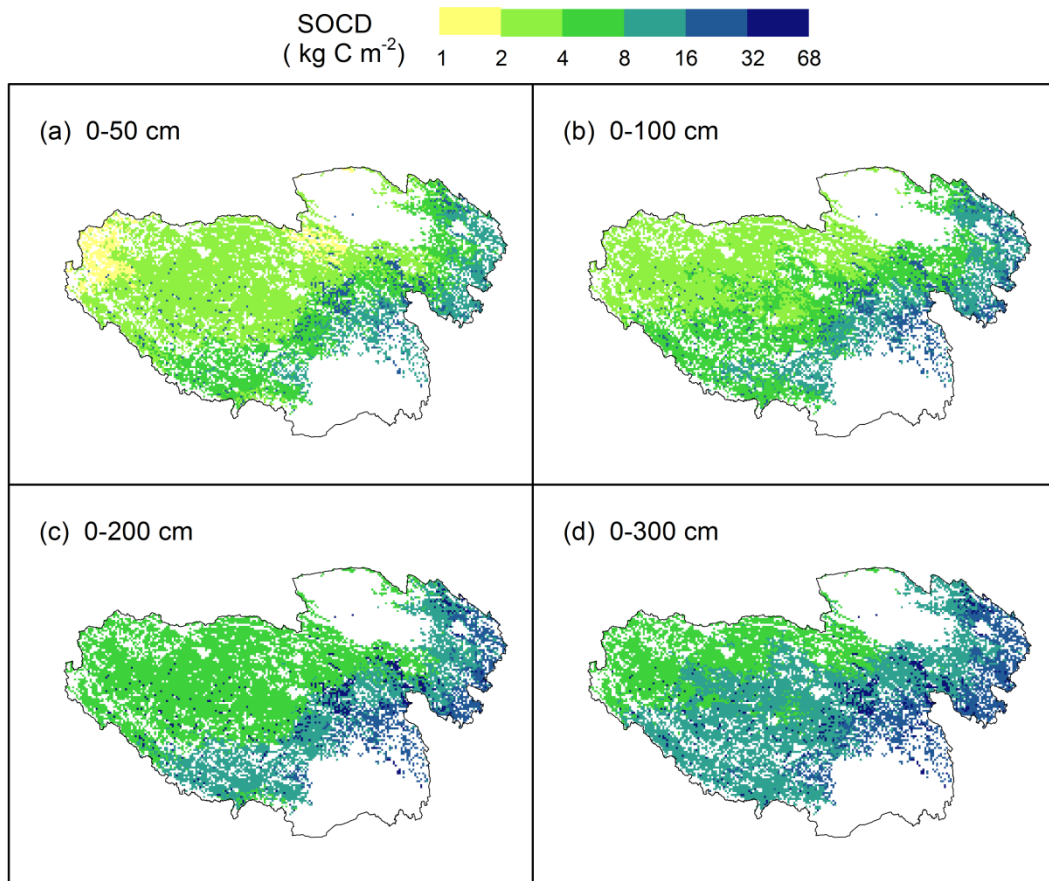 SOCD
( kg C m-2)
1 2 4 8 16 32 68
(a) 0-50 cm
(b) 0-100 cm
(c) 0-200 cm
(d) 0-300 cm